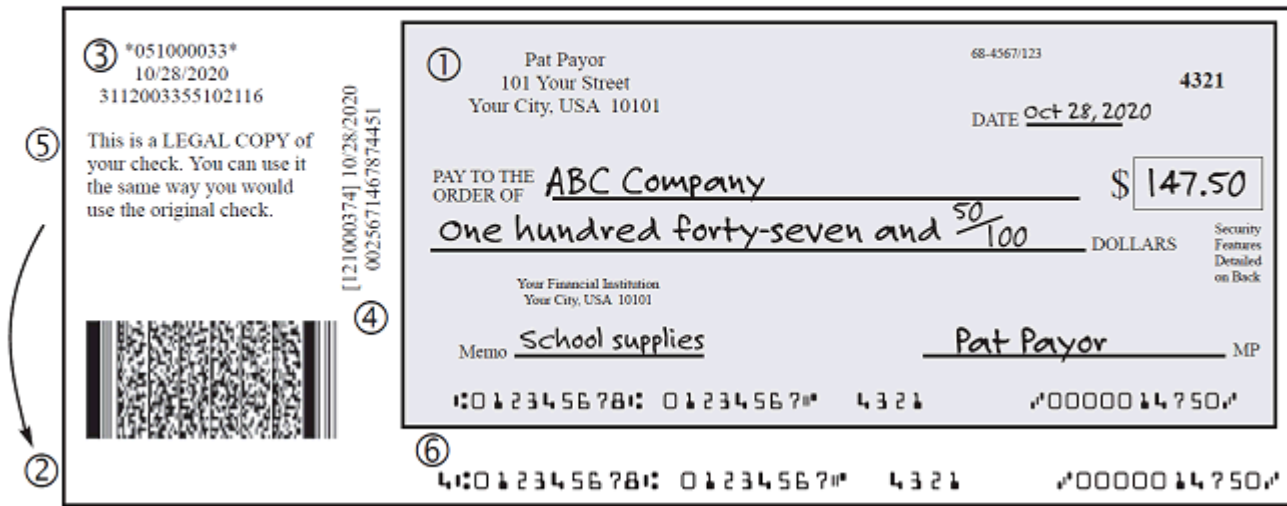 ③ *051000033*
10/28/2020
3112003355102116
⑤ This is a LEGAL COPY of
your check. You can use it
the same way you would
use the original check.
②
[121000374] 10/28/2020
0025671467874451
④
①
Pat Payor
101 Your Street
Your City, USA 10101
68-4567/123
4321
DATE Oct 28, 2020
PAY TO THE
ORDER OF ABC Company $ 147.50
One hundred forty-seven and 50/100 DOLLARS
Security
Features
Detailed
on Back
Your Financial Institution
Your City, USA 10101
Memo School supplies Pat Payor MP
⑆012345678⑆ 01234567⑈ 4321 ⑇0000014750⑇
⑥
4⑆012345678⑆ 01234567⑈ 4321 ⑇0000014750⑇